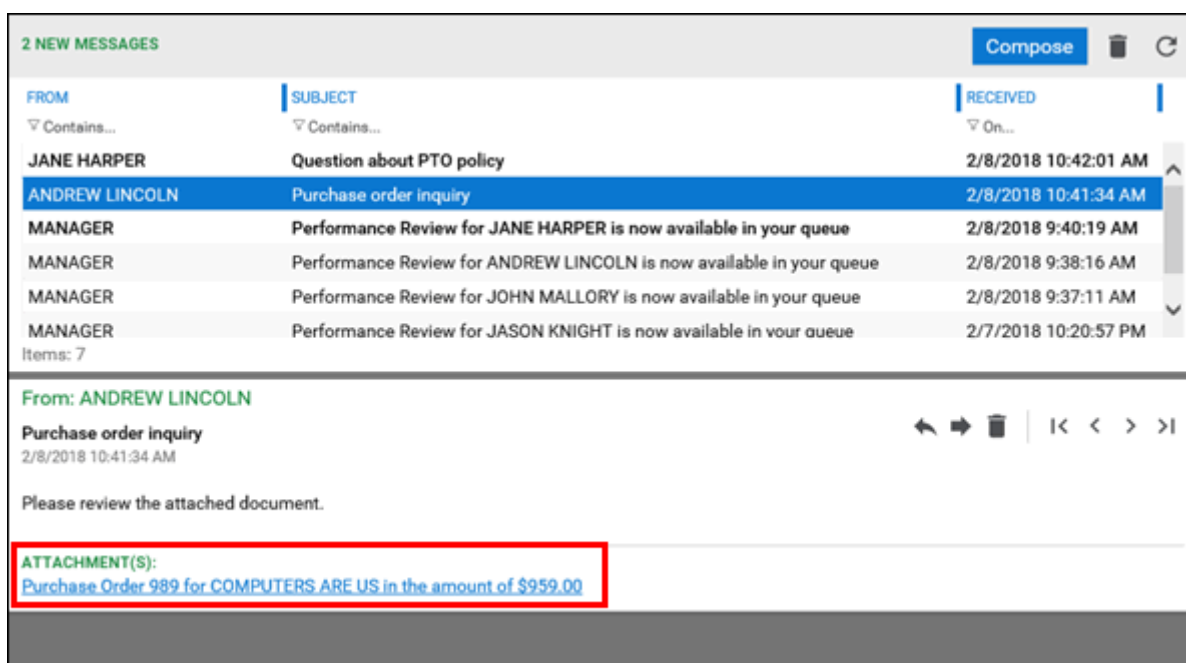 2 NEW MESSAGES Compose
FROM SUBJECT RECEIVED
Contains... Contains... On...
JANE HARPER Question about PTO policy 2/8/2018 10:42:01 AM
ANDREW LINCOLN Purchase order inquiry 2/8/2018 10:41:34 AM
MANAGER Performance Review for JANE HARPER is now available in your queue 2/8/2018 9:40:19 AM
MANAGER Performance Review for ANDREW LINCOLN is now available in your queue 2/8/2018 9:38:16 AM
MANAGER Performance Review for JOHN MALLORY is now available in your queue 2/8/2018 9:37:11 AM
MANAGER Performance Review for JASON KNIGHT is now available in your queue 2/7/2018 10:20:57 PM
Items: 7
From: ANDREW LINCOLN
Purchase order inquiry
2/8/2018 10:41:34 AM
Please review the attached document.
ATTACHMENT(S):
Purchase Order 989 for COMPUTERS ARE US in the amount of $959.00